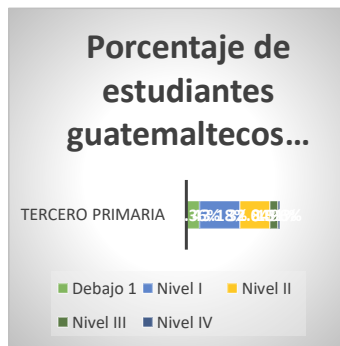 Porcentaje de
estudiantes
guatemaltecos…
TERCERO PRIMARIA
Debajo 1 Nivel I Nivel II
Nivel III Nivel IV